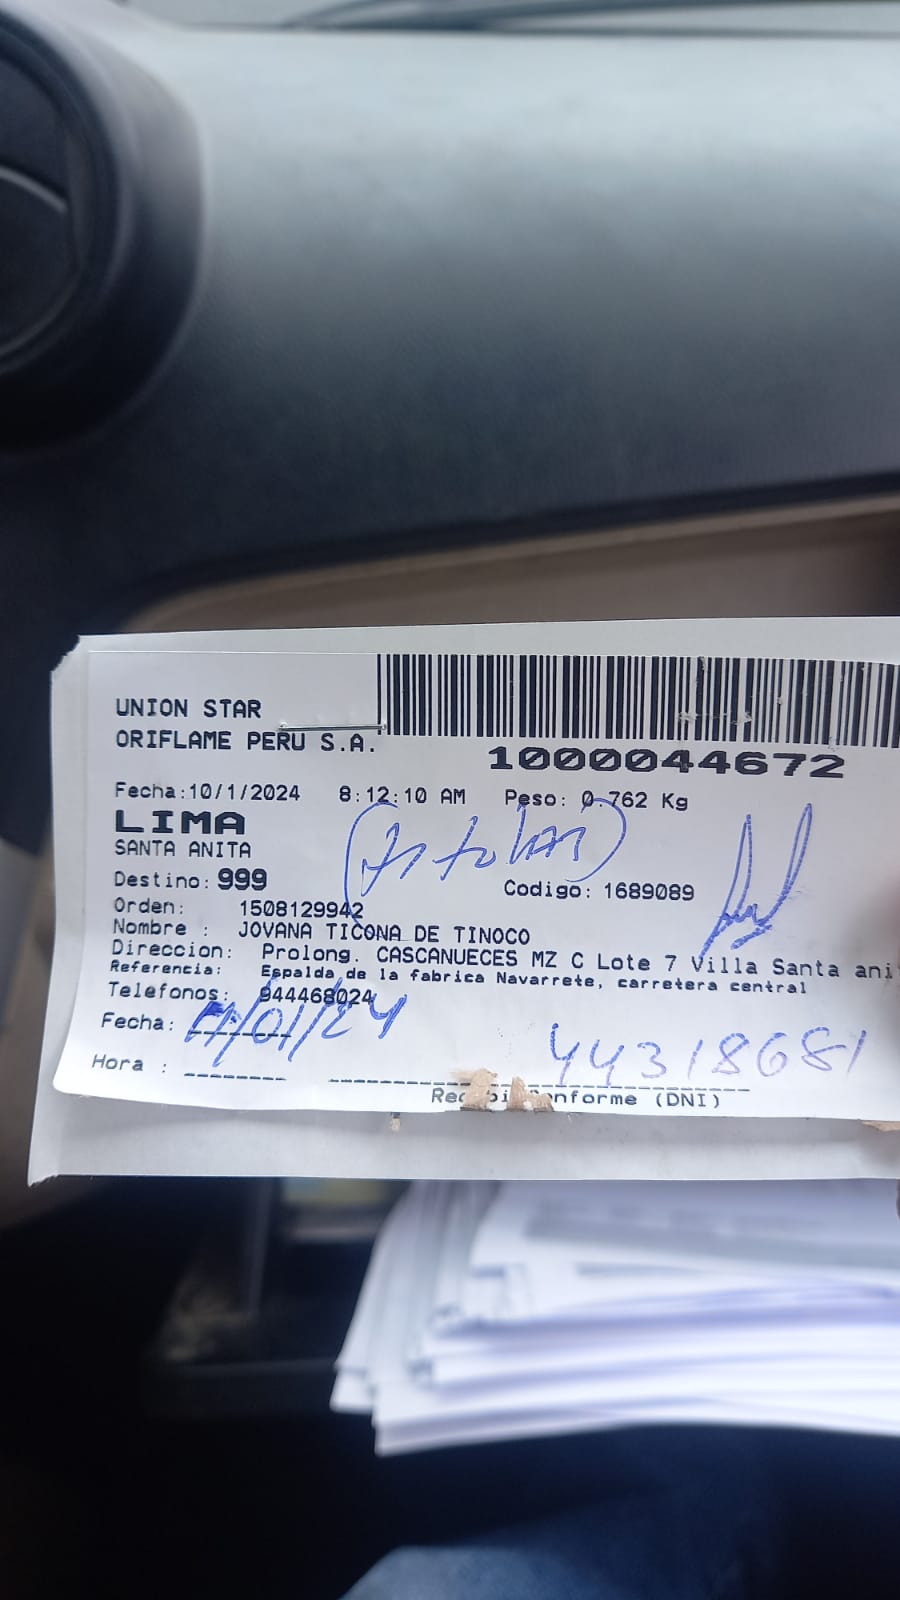 UNION STAR
ORIFLAME PERU S.A.
1000044672
Fecha:10/1/2024 8:12:10 AM Peso: 0.762 Kg
LIMA
SANTA ANITA
Destino: 999 Codigo: 1689089
Orden: 1508129942
Nombre : JOVANA TICONA DE TINOCO
Direccion: Prolong. CASCANUECES MZ C Lote 7 Villa Santa ani
Referencia: Espalda de la fabrica Navarrete, carretera central
Telefonos: 944468024
Fecha: /01/24
44318681
Hora :
(DNI)